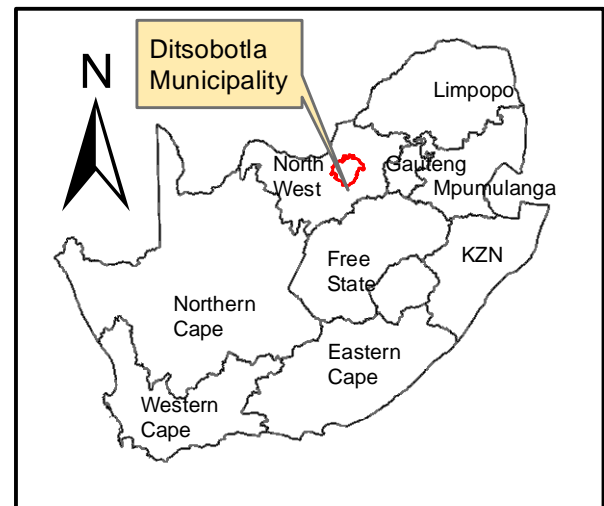 Ditsobotla
Municipality
N
Limpopo
North
West
Gauteng
Mpumulanga
Free
State
KZN
Northern
Cape
Eastern
Cape
Western
Cape